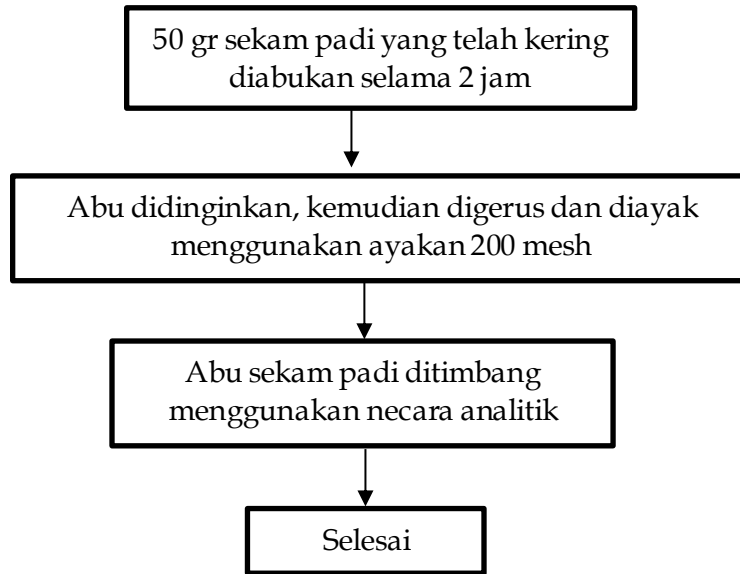 50 gr sekam padi yang telah kering
diabukan selama 2 jam
Abu didinginkan, kemudian digerus dan diayak
menggunakan ayakan 200 mesh
Abu sekam padi ditimbang
menggunakan necara analitik
Selesai